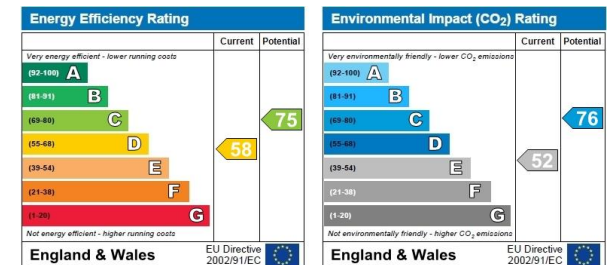 Energy Efficiency Rating
Current Potential
Very energy efficient - lower running costs
(92-100) A
(81-91) B
(69-80) C
(55-68) D
(39-54) E
(21-38) F
(1-20) G
58
75
Not energy efficient - higher running costs
England & Wales
EU Directive
2002/91/EC
Environmental Impact (CO2) Rating
Current Potential
Very environmentally friendly - lower CO2 emissions
(92-100) A
(81-91) B
(69-80) C
(55-68) D
(39-54) E
(21-38) F
(1-20) G
52
76
Not environmentally friendly - higher CO2 emissions
England & Wales
EU Directive
2002/91/EC